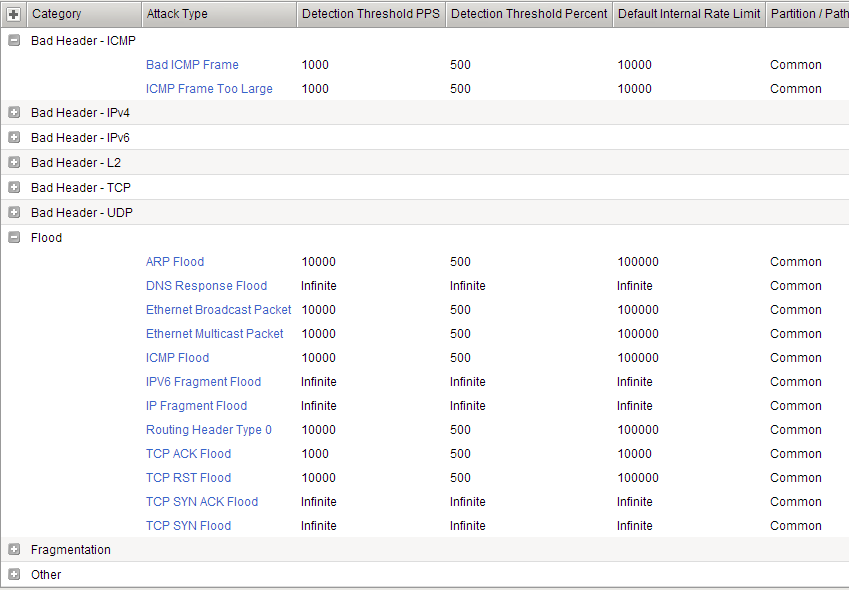 Category Attack Type Detection Threshold PPS Detection Threshold Percent Default Internal Rate Limit Partition / Path
Bad Header - ICMP
Bad ICMP Frame 1000 500 10000 Common
ICMP Frame Too Large 1000 500 10000 Common
Bad Header - IPv4
Bad Header - IPv6
Bad Header - L2
Bad Header - TCP
Bad Header - UDP
Flood
ARP Flood 10000 500 100000 Common
DNS Response Flood Infinite Infinite Infinite Common
Ethernet Broadcast Packet 10000 500 100000 Common
Ethernet Multicast Packet 10000 500 100000 Common
ICMP Flood 10000 500 100000 Common
IPV6 Fragment Flood Infinite Infinite Infinite Common
IP Fragment Flood Infinite Infinite Infinite Common
Routing Header Type 0 10000 500 100000 Common
TCP ACK Flood 1000 500 10000 Common
TCP RST Flood 10000 500 100000 Common
TCP SYN ACK Flood Infinite Infinite Infinite Common
TCP SYN Flood Infinite Infinite Infinite Common
Fragmentation
Other